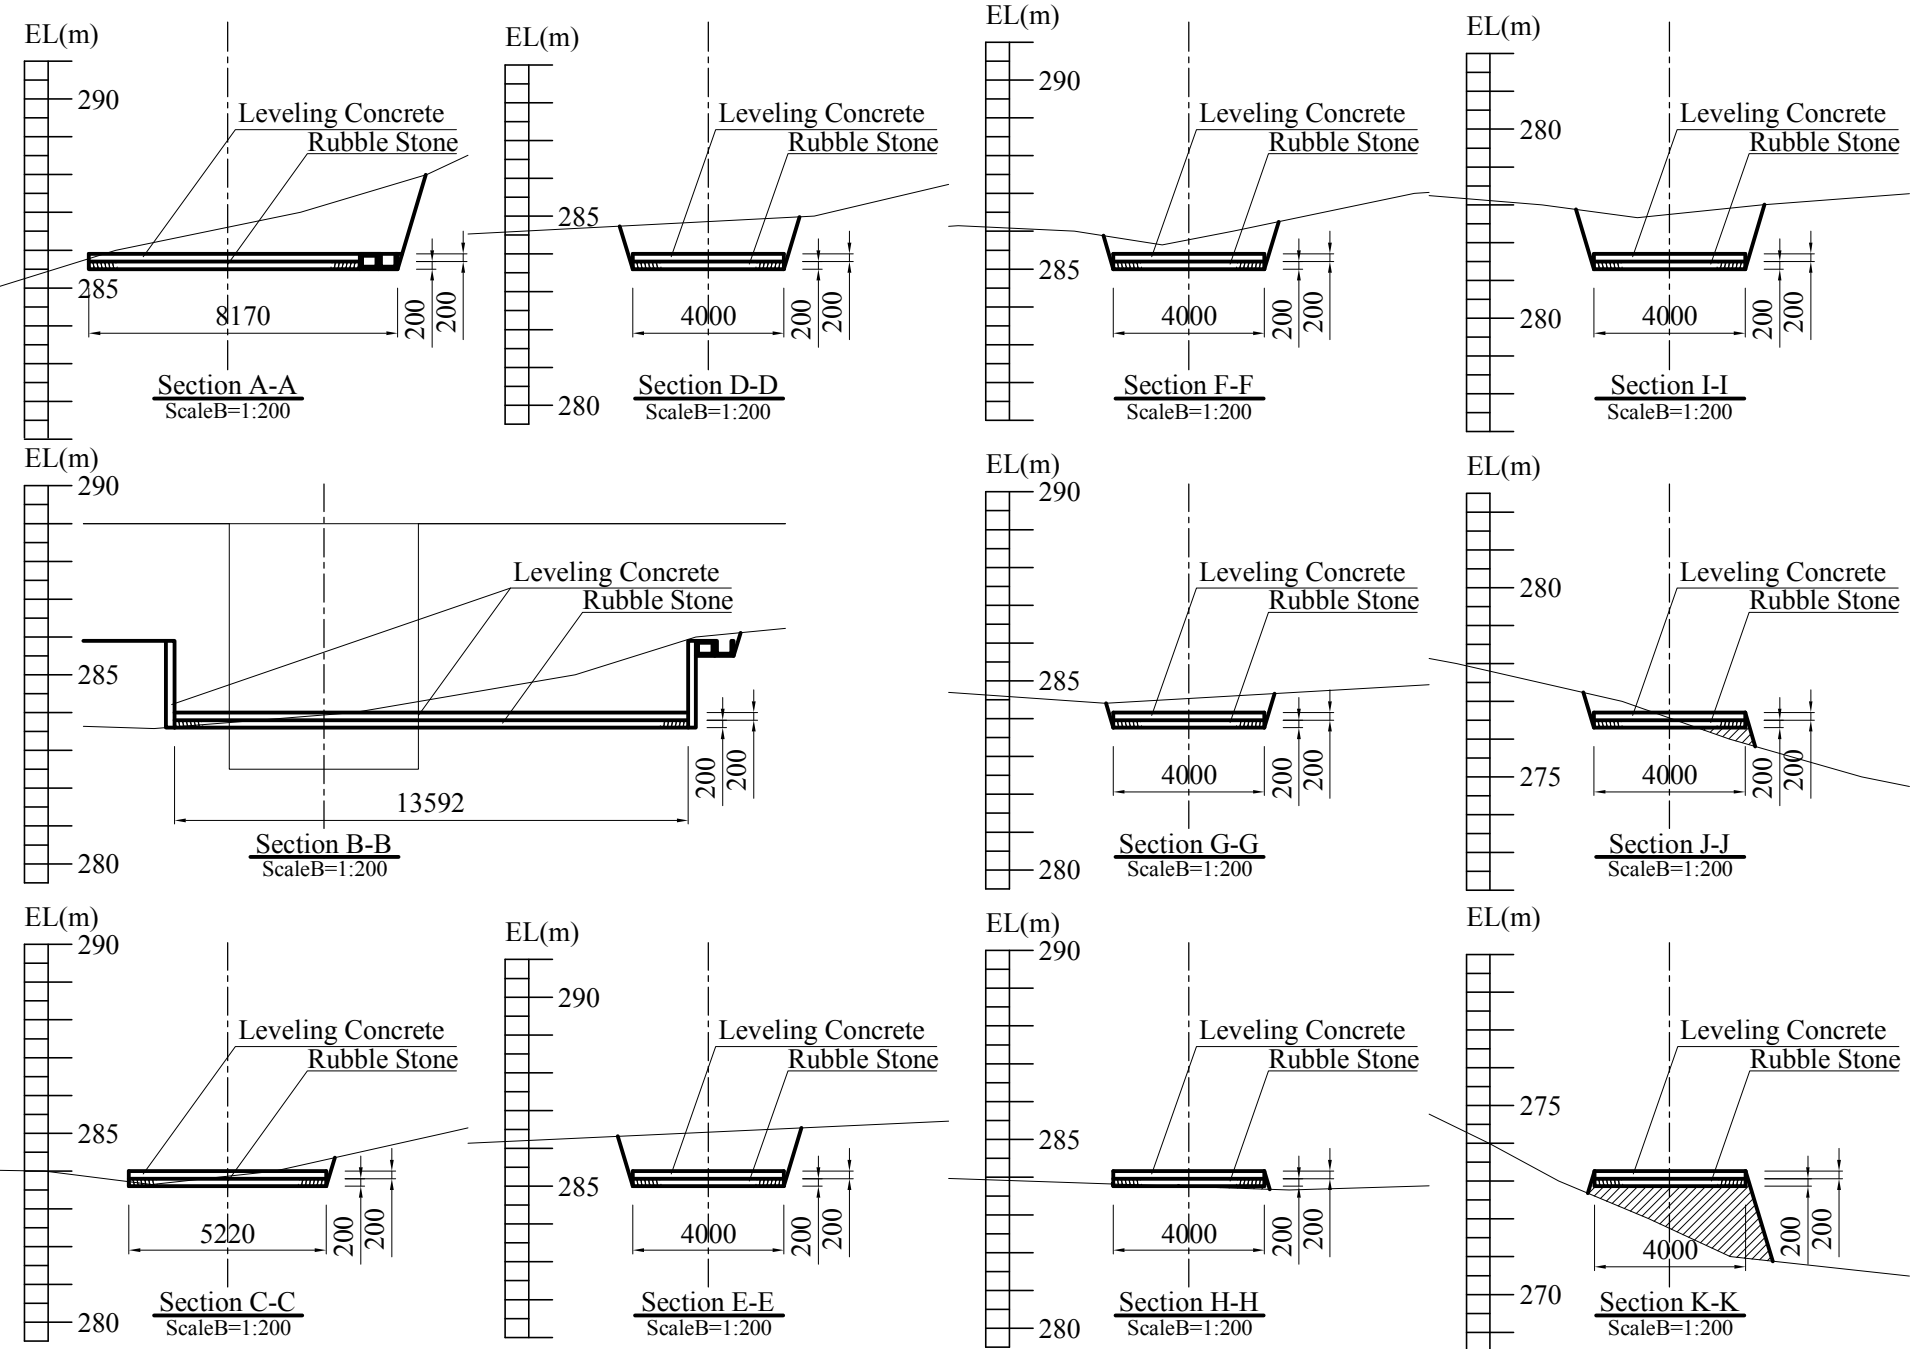 EL(m)
290
285
Leveling Concrete
Rubble Stone
8170
200
200
Section A-A
ScaleB=1:200
EL(m)
285
280
Leveling Concrete
Rubble Stone
4000
200
200
Section D-D
ScaleB=1:200
EL(m)
290
285
Leveling Concrete
Rubble Stone
4000
200
200
Section F-F
ScaleB=1:200
EL(m)
280
280
Leveling Concrete
Rubble Stone
4000
200
200
Section I-I
ScaleB=1:200
EL(m)
290
285
280
Leveling Concrete
Rubble Stone
13592
200
200
Section B-B
ScaleB=1:200
EL(m)
290
285
280
Leveling Concrete
Rubble Stone
4000
200
200
Section G-G
ScaleB=1:200
EL(m)
280
275
Leveling Concrete
Rubble Stone
4000
200
200
Section J-J
ScaleB=1:200
EL(m)
290
285
280
Leveling Concrete
Rubble Stone
5220
200
200
Section C-C
ScaleB=1:200
EL(m)
290
285
Leveling Concrete
Rubble Stone
4000
200
200
Section E-E
ScaleB=1:200
EL(m)
290
285
280
Leveling Concrete
Rubble Stone
4000
200
200
Section H-H
ScaleB=1:200
EL(m)
275
270
Leveling Concrete
Rubble Stone
4000
200
200
Section K-K
ScaleB=1:200